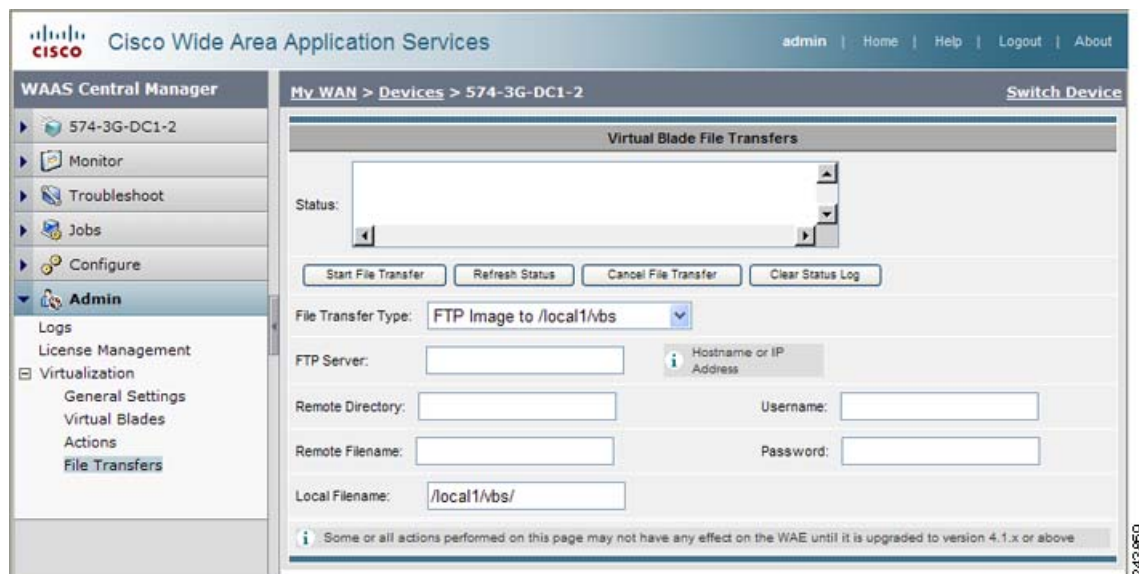 CISCO
Cisco Wide Area Application Services
admin | Home | Help | Logout | About
WAAS Central Manager
My WAN > Devices > 574-3G-DC1-2
Switch Device
574-3G-DC1-2
Monitor
Troubleshoot
Jobs
Configure
Admin
Logs
License Management
Virtualization
General Settings
Virtual Blades
Actions
File Transfers
Virtual Blade File Transfers
Status:
Start File Transfer
Refresh Status
Cancel File Transfer
Clear Status Log
File Transfer Type: FTP Image to /local1/vbs
FTP Server:
Hostname or IP
Address
Remote Directory:
Username:
Remote Filename:
Password:
Local Filename: /local1/vbs/
Some or all actions performed on this page may not have any effect on the WAE until it is upgraded to version 4.1.x or above